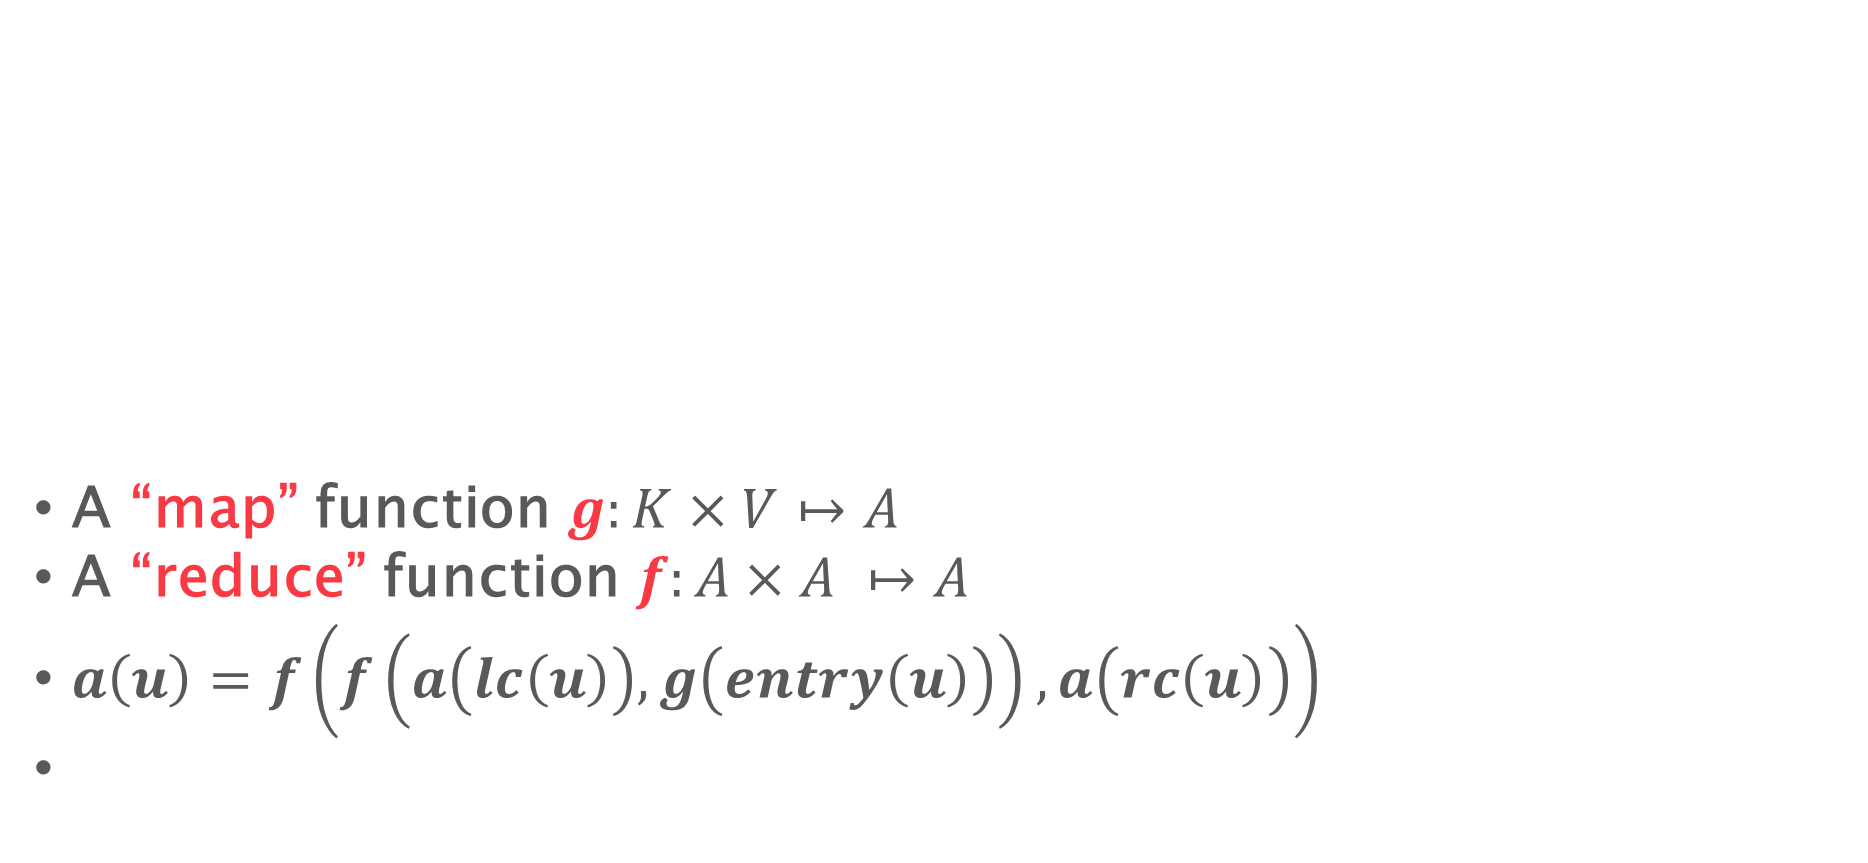 • A “map” function g: K × V ↦ A
• A “reduce” function f: A × A ↦ A
• a(u) = f(f(a(lc(u)), g(entry(u))), a(rc(u)))
•